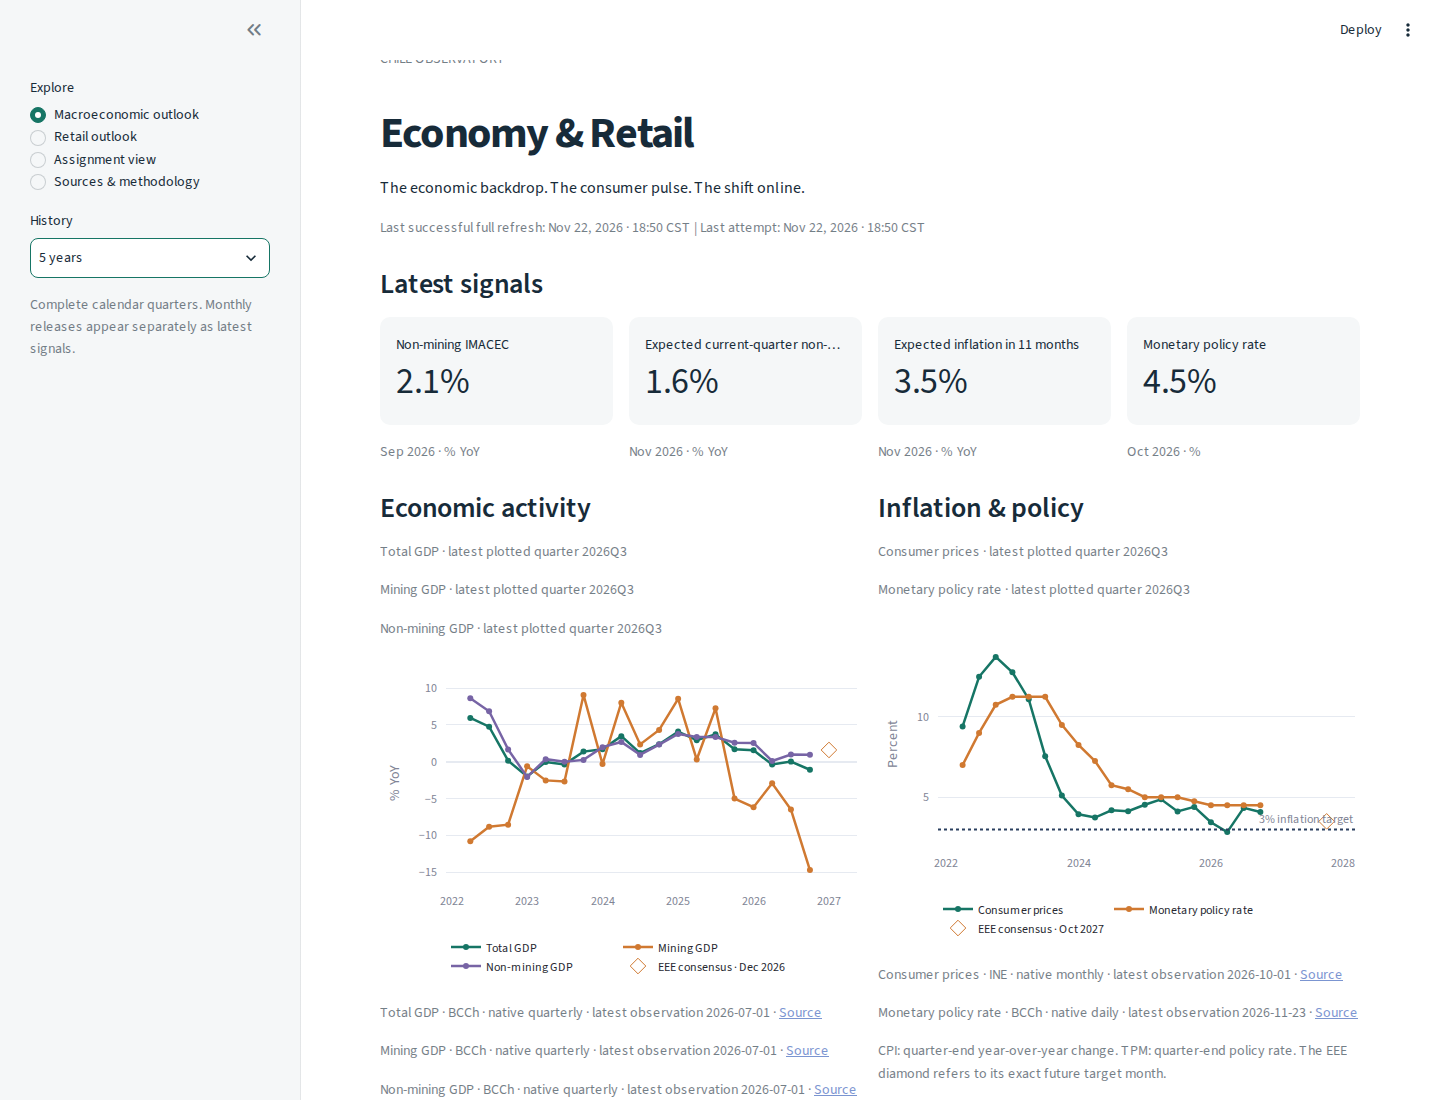 Deploy
Explore
Macroeconomic outlook
Retail outlook
Assignment view
Sources & methodology
History
5 years
Complete calendar quarters. Monthly
releases appear separately as latest
signals.
CHILE OBSERVATORY
Economy & Retail
The economic backdrop. The consumer pulse. The shift online.
Last successful full refresh: Nov 22, 2026 · 18:50 CST | Last attempt: Nov 22, 2026 · 18:50 CST
Latest signals
Non-mining IMACEC
2.1%
Sep 2026 · % YoY
Expected current-quarter non-…
1.6%
Nov 2026 · % YoY
Expected inflation in 11 months
3.5%
Nov 2026 · % YoY
Monetary policy rate
4.5%
Oct 2026 · %
Economic activity
Total GDP · latest plotted quarter 2026Q3
Mining GDP · latest plotted quarter 2026Q3
Non-mining GDP · latest plotted quarter 2026Q3
% YoY
10
5
0
−5
−10
−15
2022 2023 2024 2025 2026 2027
Total GDP
Mining GDP
Non-mining GDP
EEE consensus · Dec 2026
Total GDP · BCCh · native quarterly · latest observation 2026-07-01 · Source
Mining GDP · BCCh · native quarterly · latest observation 2026-07-01 · Source
Non-mining GDP · BCCh · native quarterly · latest observation 2026-07-01 · Source
Inflation & policy
Consumer prices · latest plotted quarter 2026Q3
Monetary policy rate · latest plotted quarter 2026Q3
Percent
10
5
3% inflation target
2022 2024 2026 2028
Consumer prices
Monetary policy rate
EEE consensus · Oct 2027
Consumer prices · INE · native monthly · latest observation 2026-10-01 · Source
Monetary policy rate · BCCh · native daily · latest observation 2026-11-23 · Source
CPI: quarter-end year-over-year change. TPM: quarter-end policy rate. The EEE
diamond refers to its exact future target month.